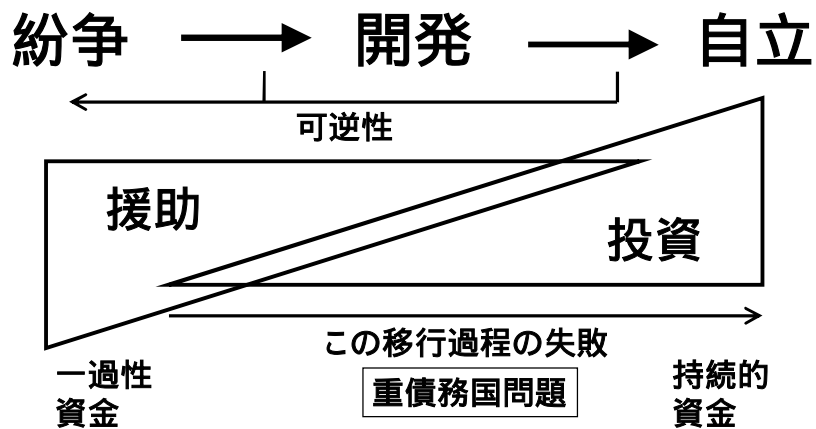 紛争 開発 自立
可逆性
援助
投資
この移行過程の失敗
一過性
資金
重債務国問題
持続的
資金